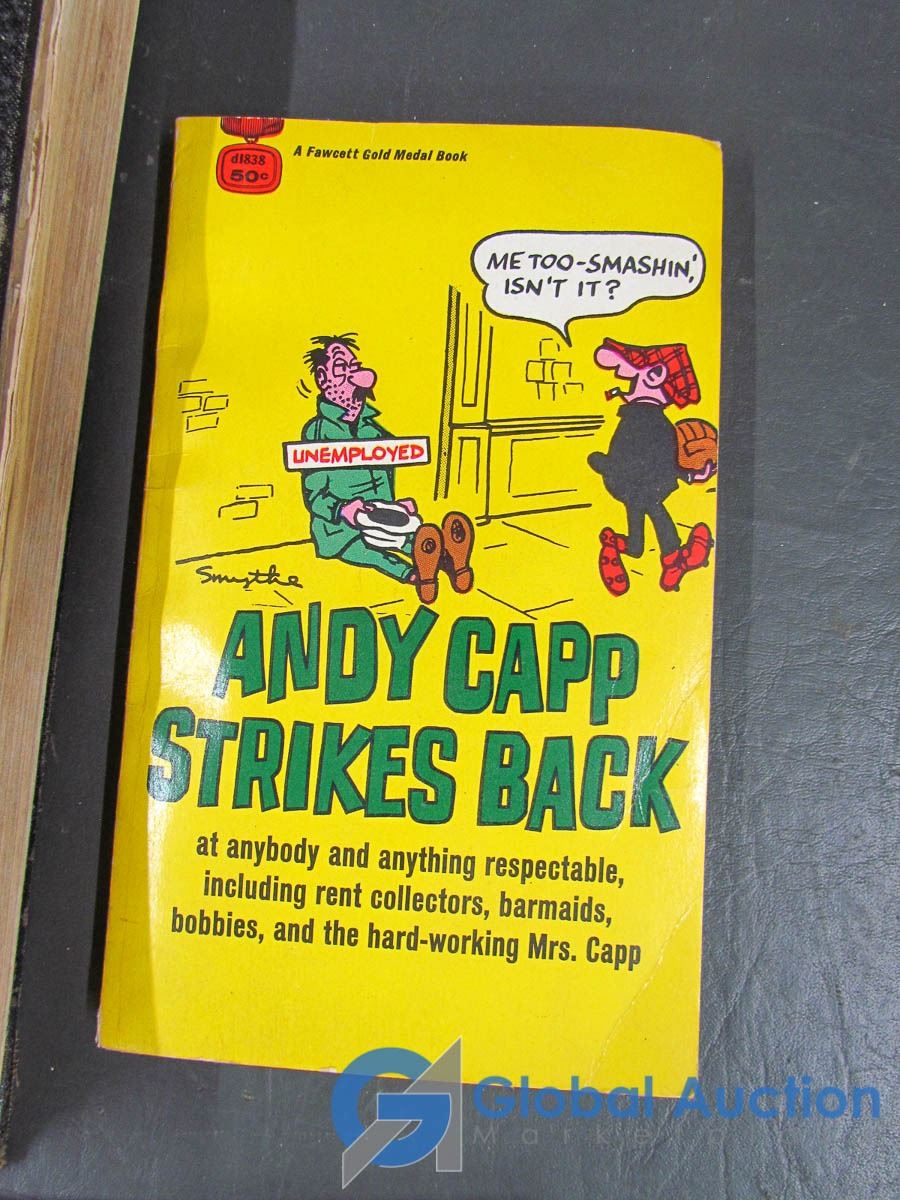 d1838
50c
A Fawcett Gold Medal Book
ME TOO-SMASHIN',
ISN'T IT?
UNEMPLOYED
Smythe
ANDY CAPP
STRIKES BACK
at anybody and anything respectable,
including rent collectors, barmaids,
bobbies, and the hard-working Mrs. Capp
Global Auction